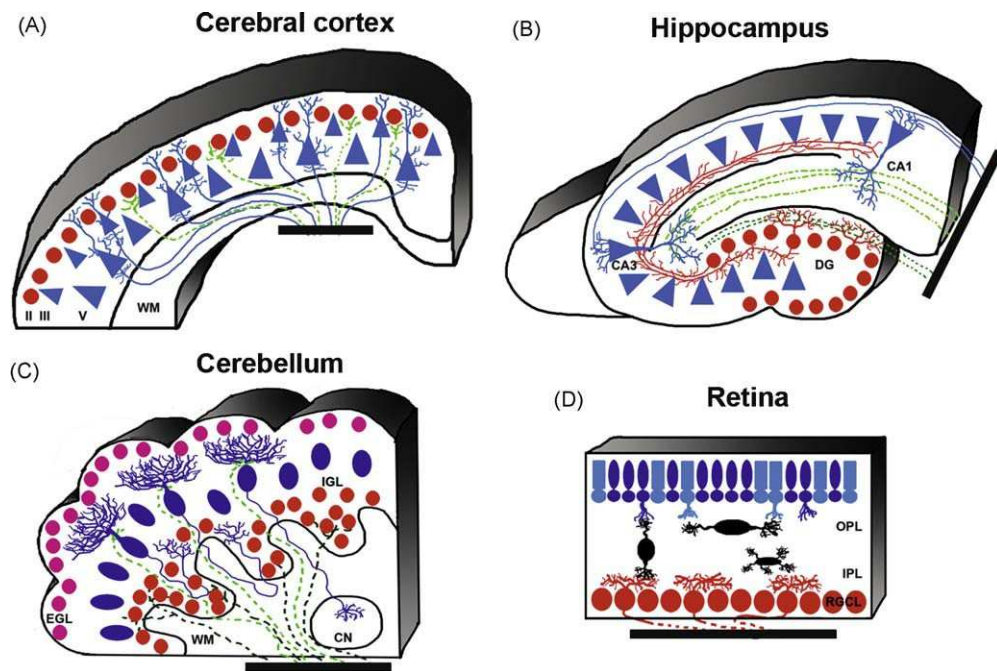 (A) Cerebral cortex
II III V WM
(B) Hippocampus
CA1
CA3
DG
(C) Cerebellum
IGL
EGL
WM
CN
(D) Retina
OPL
IPL
RGCL